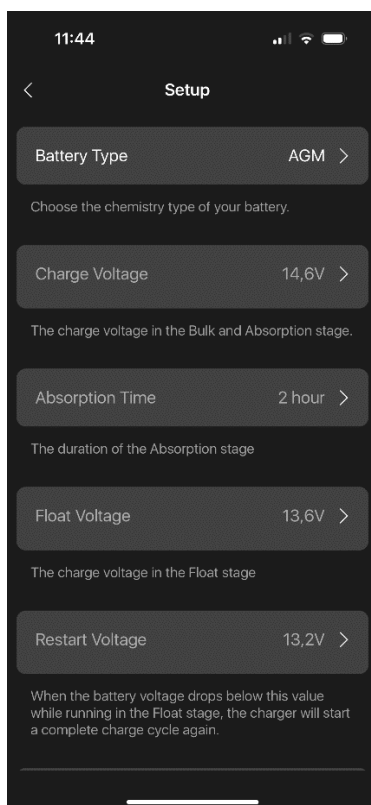 11:44
Setup
Battery Type AGM
Choose the chemistry type of your battery.
Charge Voltage 14,6V
The charge voltage in the Bulk and Absorption stage.
Absorption Time 2 hour
The duration of the Absorption stage
Float Voltage 13,6V
The charge voltage in the Float stage
Restart Voltage 13,2V
When the battery voltage drops below this value
while running in the Float stage, the charger will start
a complete charge cycle again.